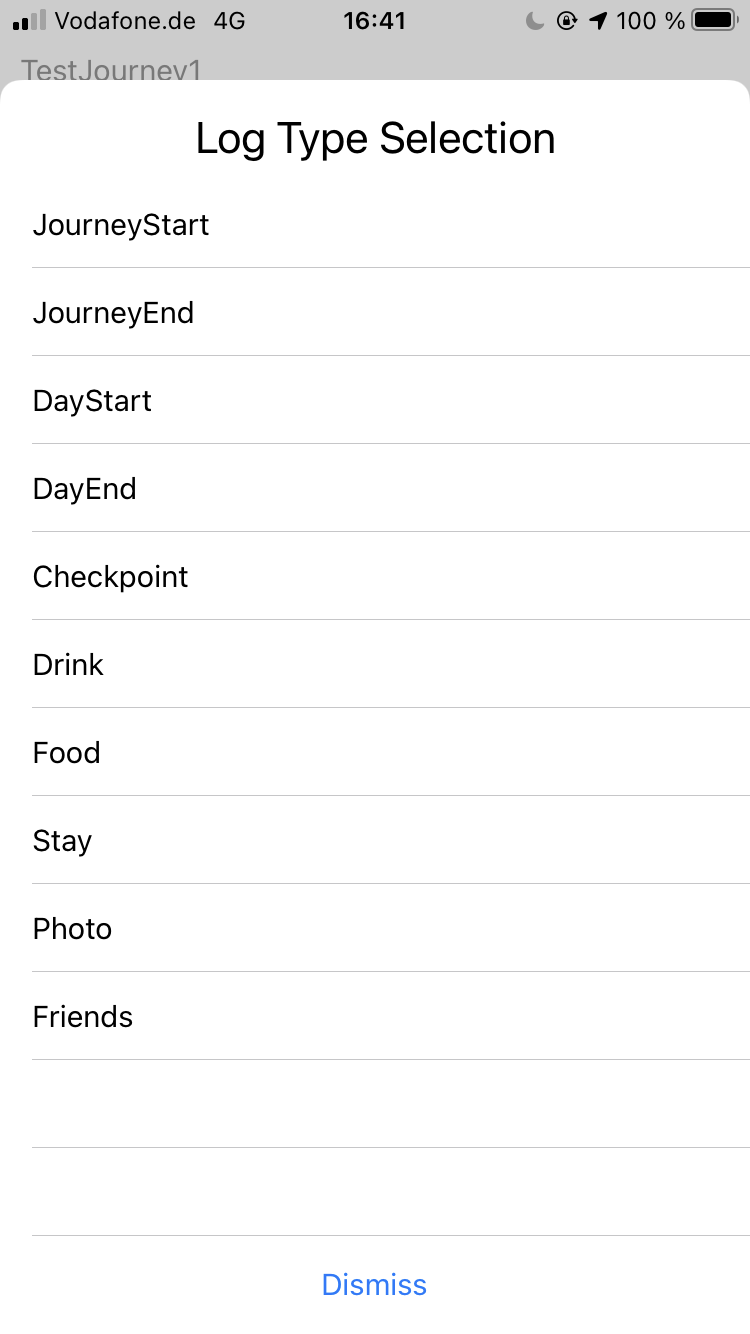 Vodafone.de 4G 16:41 100 %
TestJourney1
Log Type Selection
JourneyStart
JourneyEnd
DayStart
DayEnd
Checkpoint
Drink
Food
Stay
Photo
Friends
Dismiss